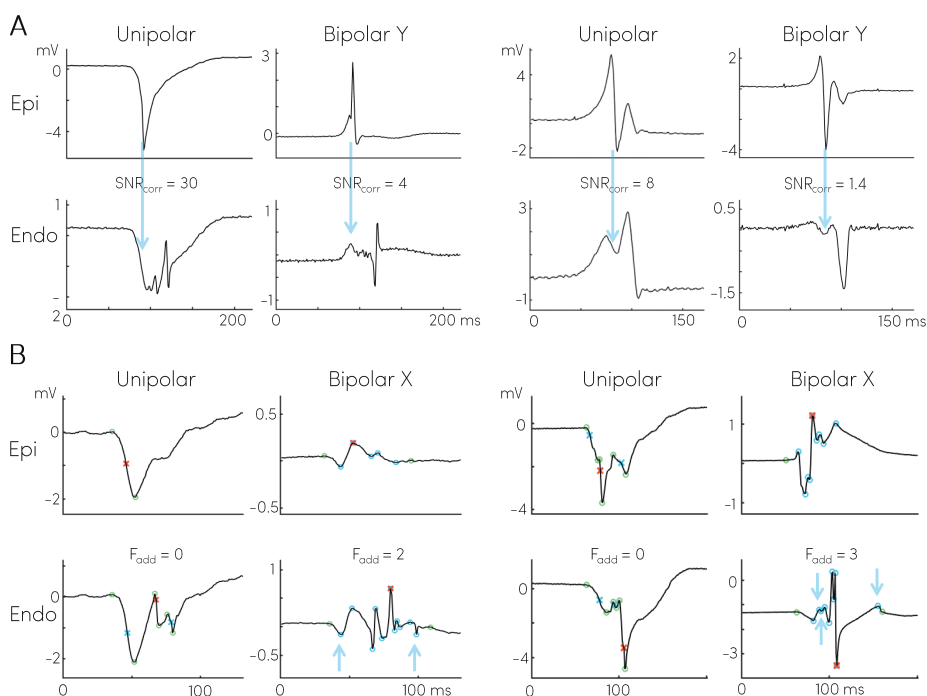 A
Unipolar Bipolar Y Unipolar Bipolar Y
mV
0
−4
3
0
4
−2
2
−4
Epi
SNRcorr = 30 SNRcorr = 4 SNRcorr = 8 SNRcorr = 1.4
Endo
1
−
2
1
−1
3
−1
0.5
−1.5
0 200 200 ms 0 150 0 150 ms
B
Unipolar Bipolar X Unipolar Bipolar X
mV mV
0
−2
0.5
−0.5
0
−4
1
−1
Epi
Fadd = 0 Fadd = 2 Fadd = 0 Fadd = 3
Endo
0
−2
1
−0.5
0
−4
0
−3
0 100 0 100 ms 0 100 0 100 ms